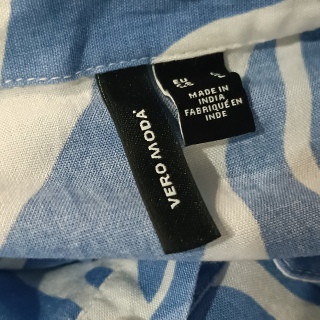 VERO MODA
MADE IN
INDIA
FABRIQUÉ EN
INDE